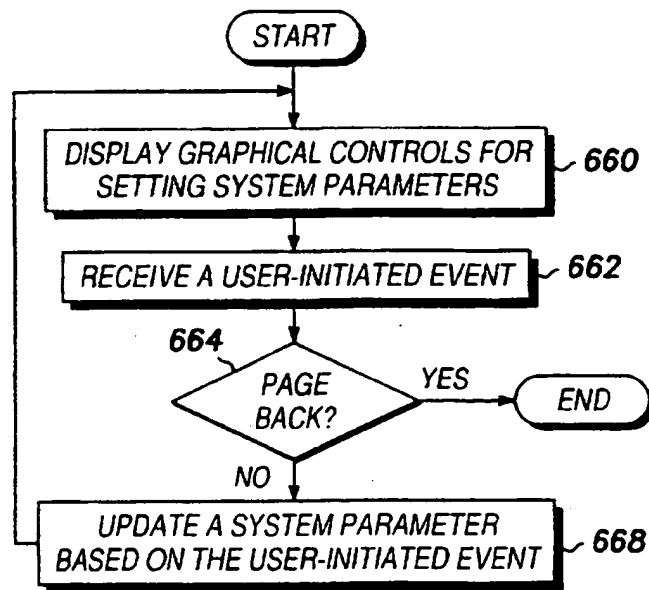 START
DISPLAY GRAPHICAL CONTROLS FOR
SETTING SYSTEM PARAMETERS
660
RECEIVE A USER-INITIATED EVENT
662
664
PAGE
BACK?
YES
END
NO
UPDATE A SYSTEM PARAMETER
BASED ON THE USER-INITIATED EVENT
668